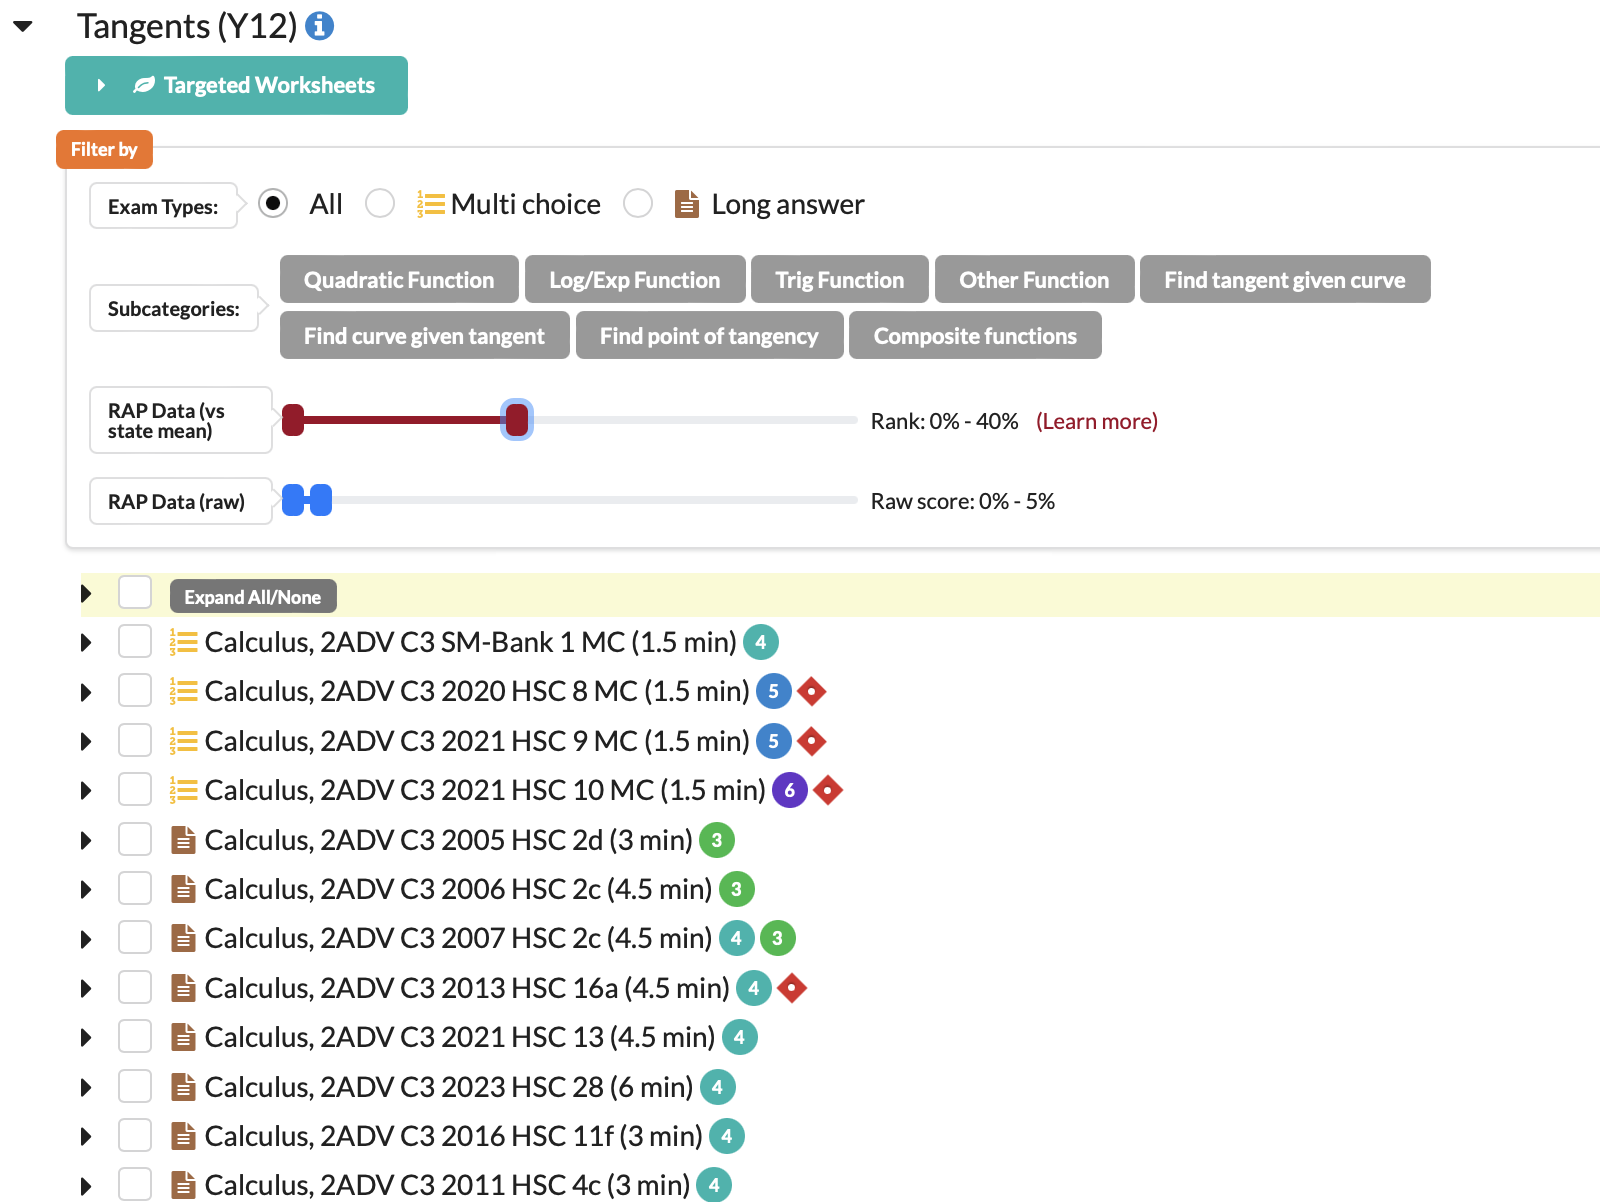 Tangents (Y12)
Targeted Worksheets
Filter by
Exam Types: All Multi choice Long answer
Subcategories: Quadratic Function Log/Exp Function Trig Function Other Function Find tangent given curve
Find curve given tangent Find point of tangency Composite functions
RAP Data (vs
state mean) Rank: 0% - 40% (Learn more)
RAP Data (raw) Raw score: 0% - 5%
Expand All/None
Calculus, 2ADV C3 SM-Bank 1 MC (1.5 min) 4
Calculus, 2ADV C3 2020 HSC 8 MC (1.5 min) 5
Calculus, 2ADV C3 2021 HSC 9 MC (1.5 min) 5
Calculus, 2ADV C3 2021 HSC 10 MC (1.5 min) 6
Calculus, 2ADV C3 2005 HSC 2d (3 min) 3
Calculus, 2ADV C3 2006 HSC 2c (4.5 min) 3
Calculus, 2ADV C3 2007 HSC 2c (4.5 min) 4 3
Calculus, 2ADV C3 2013 HSC 16a (4.5 min) 4
Calculus, 2ADV C3 2021 HSC 13 (4.5 min) 4
Calculus, 2ADV C3 2023 HSC 28 (6 min) 4
Calculus, 2ADV C3 2016 HSC 11f (3 min) 4
Calculus, 2ADV C3 2011 HSC 4c (3 min) 4